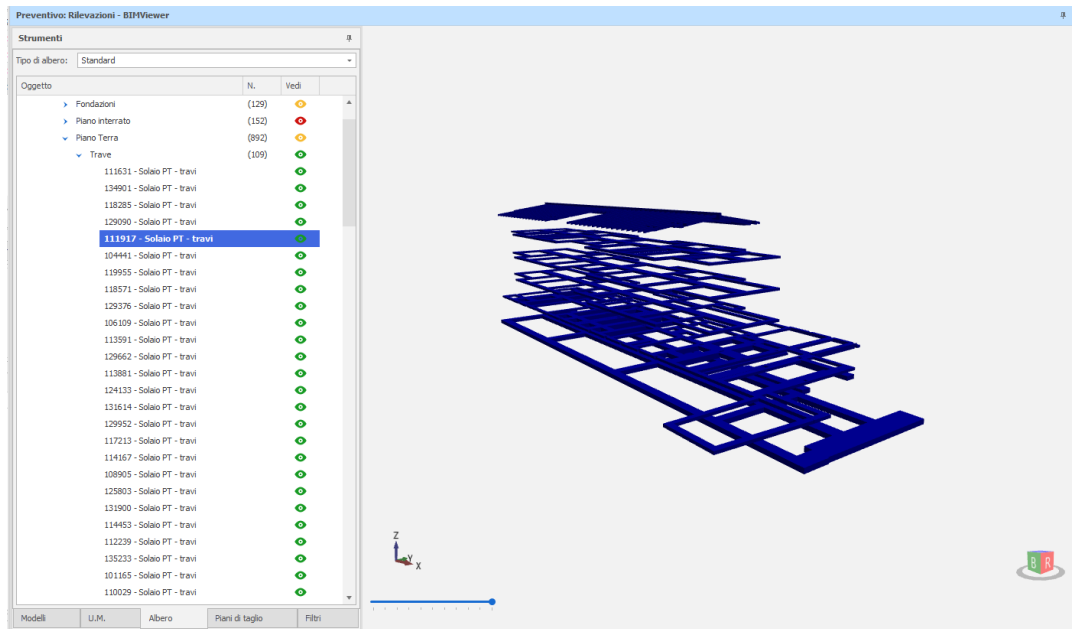 Preventivo: Rilevazioni - BIMViewer
Strumenti
Tipo di albero: Standard
Oggetto N. Vedi
Fondazioni (129)
Piano interrato (152)
Piano Terra (892)
Trave (109)
111631 - Solaio PT - travi
134901 - Solaio PT - travi
118285 - Solaio PT - travi
129090 - Solaio PT - travi
111917 - Solaio PT - travi
104441 - Solaio PT - travi
119955 - Solaio PT - travi
118571 - Solaio PT - travi
129376 - Solaio PT - travi
106109 - Solaio PT - travi
113591 - Solaio PT - travi
129662 - Solaio PT - travi
113881 - Solaio PT - travi
124133 - Solaio PT - travi
131614 - Solaio PT - travi
129952 - Solaio PT - travi
117213 - Solaio PT - travi
114167 - Solaio PT - travi
108905 - Solaio PT - travi
125803 - Solaio PT - travi
131900 - Solaio PT - travi
114453 - Solaio PT - travi
112239 - Solaio PT - travi
135233 - Solaio PT - travi
101165 - Solaio PT - travi
110029 - Solaio PT - travi
Modelli U.M. Albero Piani di taglio Filtri
Z
Y
X
B R